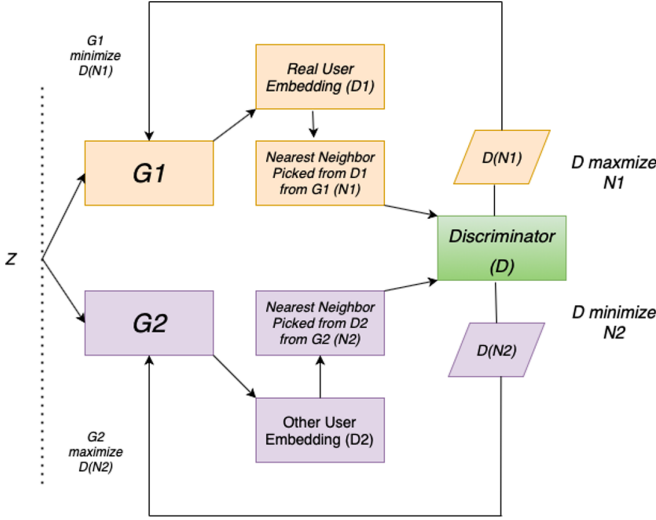 G1
minimize
D(N1)
Real User
Embedding (D1)
G1
Nearest Neighbor
Picked from D1
from G1 (N1)
D(N1)
D maxmize
N1
Z
Discriminator
(D)
G2
Nearest Neighbor
Picked from D2
from G2 (N2)
D minimize
N2
D(N2)
Other User
Embedding (D2)
G2
maximize
D(N2)